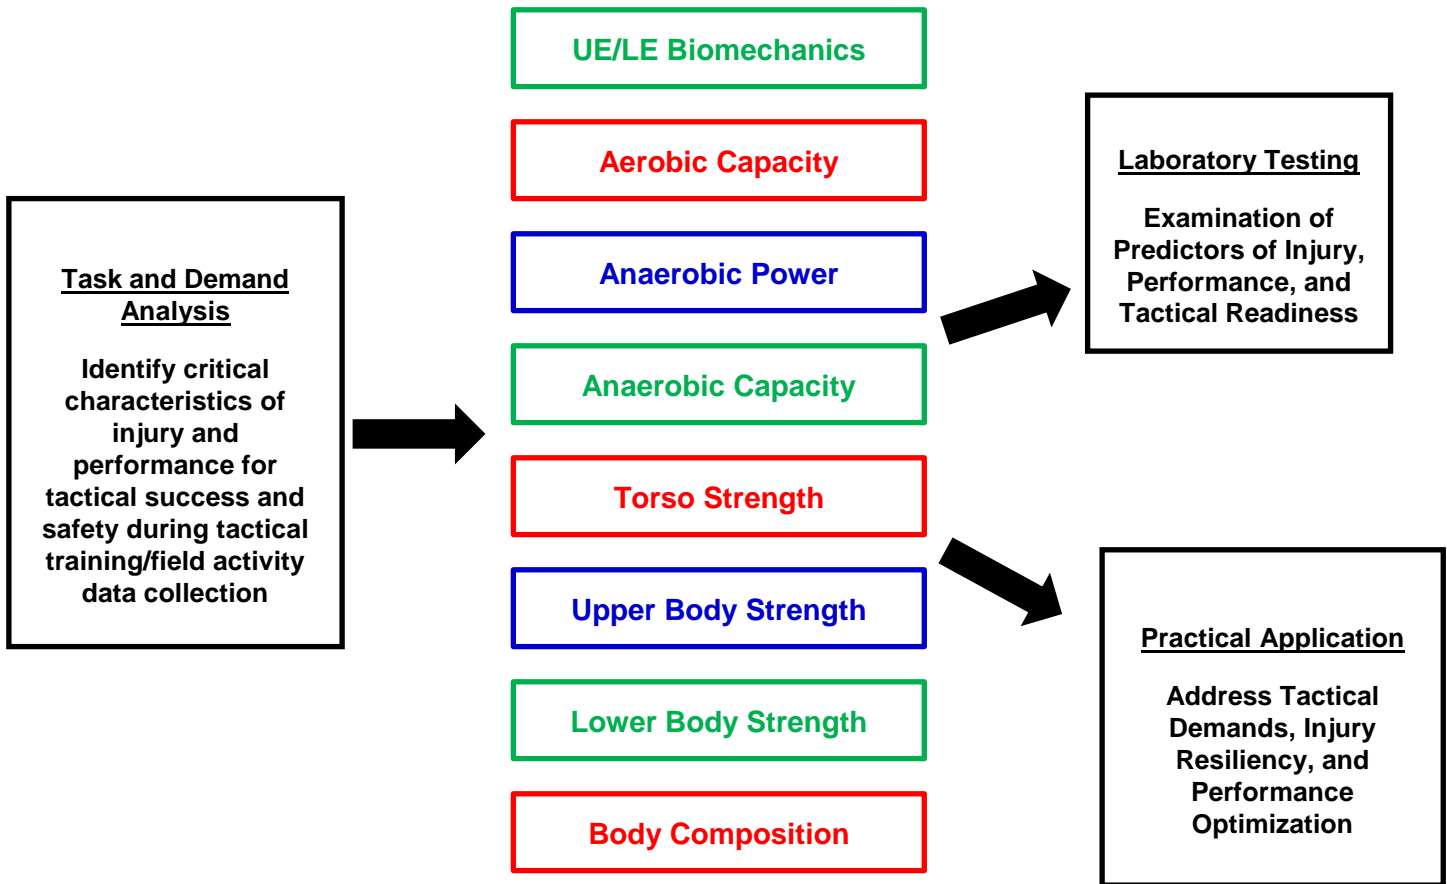 Task and Demand
Analysis
Identify critical
characteristics of
injury and
performance for
tactical success and
safety during tactical
training/field activity
data collection
UE/LE Biomechanics
Aerobic Capacity
Anaerobic Power
Anaerobic Capacity
Torso Strength
Upper Body Strength
Lower Body Strength
Body Composition
Laboratory Testing
Examination of
Predictors of Injury,
Performance, and
Tactical Readiness
Practical Application
Address Tactical
Demands, Injury
Resiliency, and
Performance
Optimization